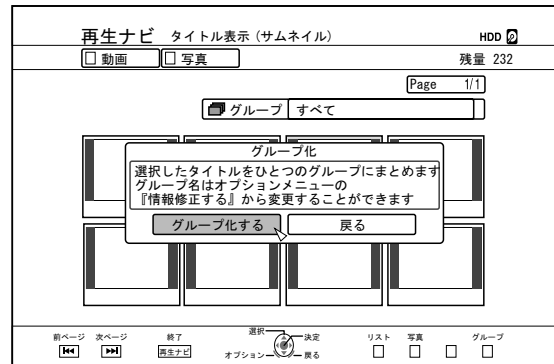 再生ナビ タイトル表示（サムネイル） HDD
動画 写真 残量 232
Page 1/1
グループ すべて
グループ化
選択したタイトルをひとつのグループにまとめます
グループ名はオプションメニューの
『情報修正する』から変更することができます
グループ化する 戻る
前ページ 次ページ 終了 選択 決定 リスト 写真 グループ
再生ナビ オプション 戻る